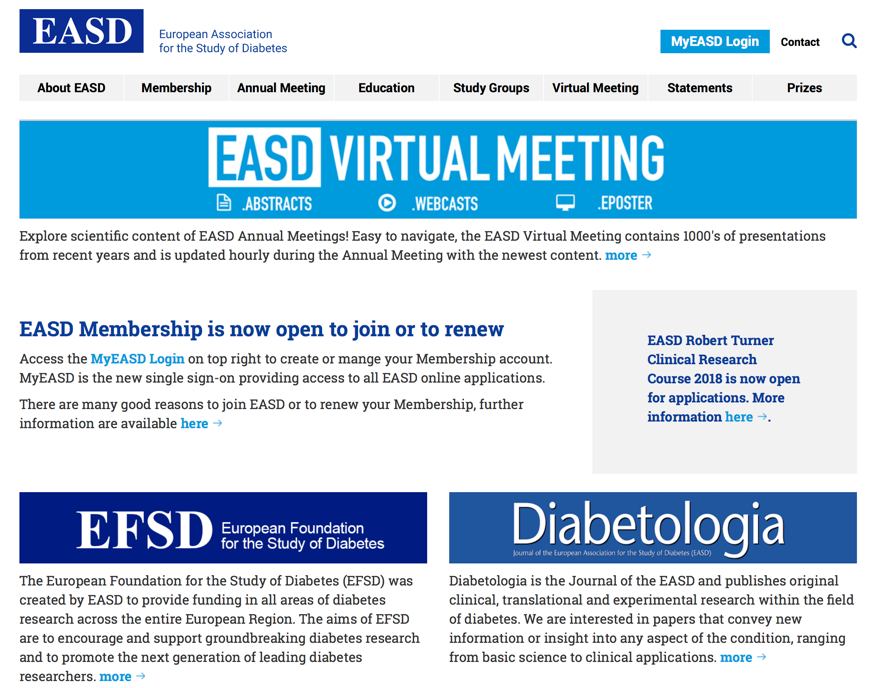 EASD
European Association
for the Study of Diabetes
MyEASD Login
Contact
About EASD
Membership
Annual Meeting
Education
Study Groups
Virtual Meeting
Statements
Prizes
EASD VIRTUAL MEETING
.ABSTRACTS
.WEBCASTS
.EPOSTER
Explore scientific content of EASD Annual Meetings! Easy to navigate, the EASD Virtual Meeting contains 1000's of presentations
from recent years and is updated hourly during the Annual Meeting with the newest content. more →
EASD Membership is now open to join or to renew
Access the MyEASD Login on top right to create or mange your Membership account.
MyEASD is the new single sign-on providing access to all EASD online applications.
There are many good reasons to join EASD or to renew your Membership, further
information are available here →
EASD Robert Turner
Clinical Research
Course 2018 is now open
for applications. More
information here →.
EFSD
European Foundation
for the Study of Diabetes
The European Foundation for the Study of Diabetes (EFSD) was
created by EASD to provide funding in all areas of diabetes
research across the entire European Region. The aims of EFSD
are to encourage and support groundbreaking diabetes research
and to promote the next generation of leading diabetes
researchers. more →
Diabetologia
Journal of the European Association for the Study of Diabetes (EASD)
Diabetologia is the Journal of the EASD and publishes original
clinical, translational and experimental research within the field
of diabetes. We are interested in papers that convey new
information or insight into any aspect of the condition, ranging
from basic science to clinical applications. more →